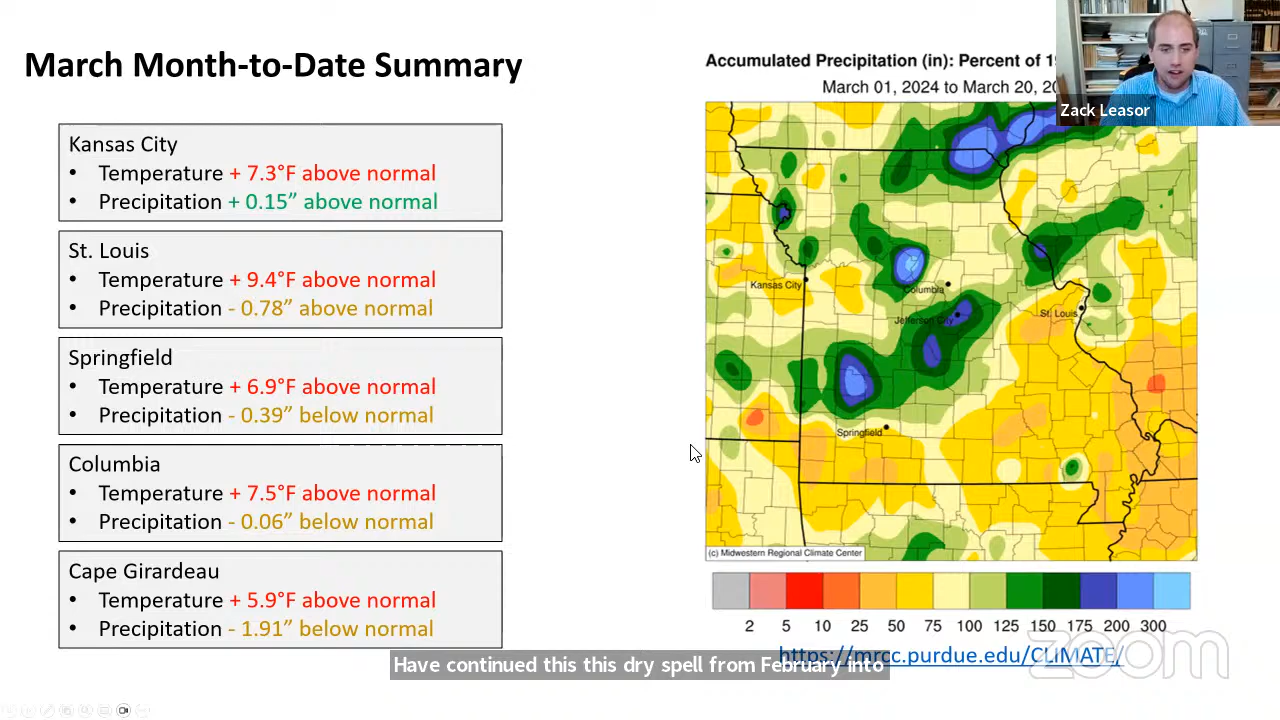 March Month-to-Date Summary
Kansas City
• Temperature + 7.3°F above normal
• Precipitation + 0.15” above normal
St. Louis
• Temperature + 9.4°F above normal
• Precipitation - 0.78” above normal
Springfield
• Temperature + 6.9°F above normal
• Precipitation - 0.39” below normal
Columbia
• Temperature + 7.5°F above normal
• Precipitation - 0.06” below normal
Cape Girardeau
• Temperature + 5.9°F above normal
• Precipitation - 1.91” below normal
Accumulated Precipitation (in): Percent of
March 01, 2024 to March 20,
Zack Leasor
Kansas City
Columbia
Jefferson City
St. Louis
Springfield
(c) Midwestern Regional Climate Center
2 5 10 25 50 75 100 125 150 175 200 300
https://mrcc.purdue.edu/CLIMATE/
zoom
Have continued this this dry spell from February into